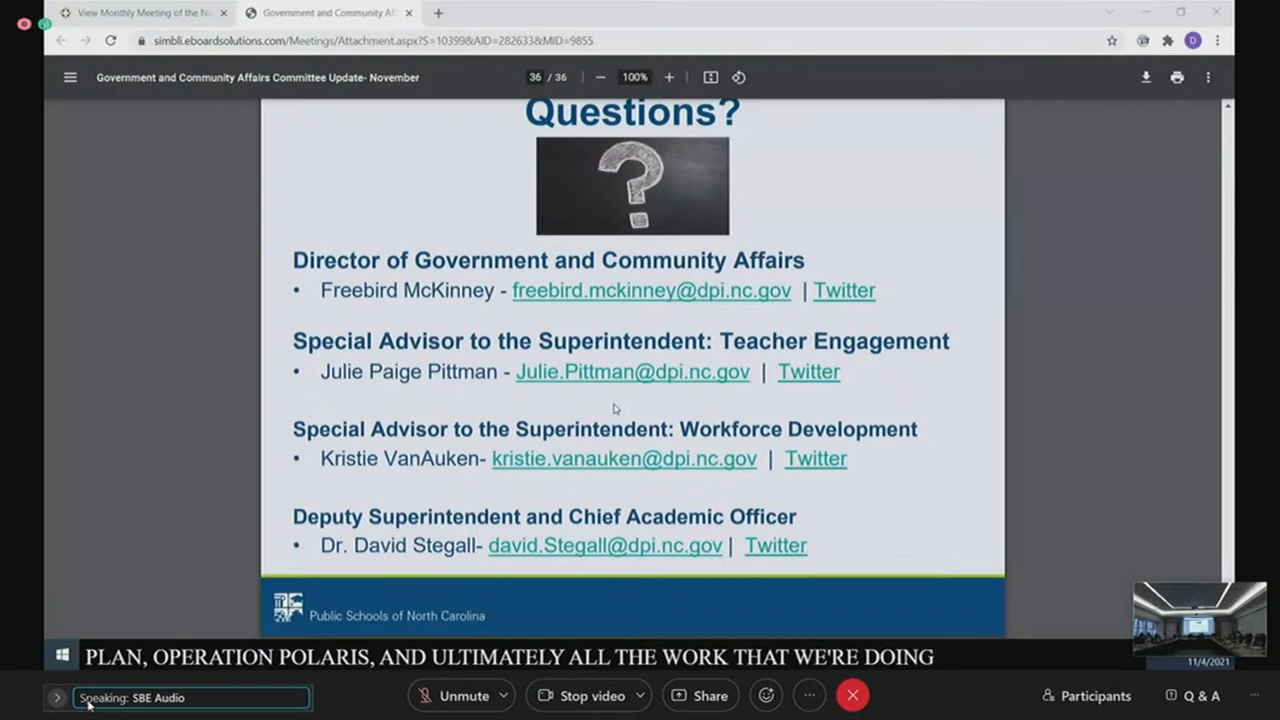 View Monthly Meeting of the N
Government and Community Af
simbli.eboardsolutions.com/Meetings/Attachment.aspx?S=10399&AID=282633&MID=9855
D
Government and Community Affairs Committee Update- November
36 / 36
100%
Questions?
?
Director of Government and Community Affairs
• Freebird McKinney - freebird.mckinney@dpi.nc.gov | Twitter
Special Advisor to the Superintendent: Teacher Engagement
• Julie Paige Pittman - Julie.Pittman@dpi.nc.gov | Twitter
Special Advisor to the Superintendent: Workforce Development
• Kristie VanAuken- kristie.vanauken@dpi.nc.gov | Twitter
Deputy Superintendent and Chief Academic Officer
• Dr. David Stegall- david.Stegall@dpi.nc.gov | Twitter
Public Schools of North Carolina
PLAN, OPERATION POLARIS, AND ULTIMATELY ALL THE WORK THAT WE'RE DOING
11/4/2021
Speaking: SBE Audio
Unmute
Stop video
Share
Participants
Q & A